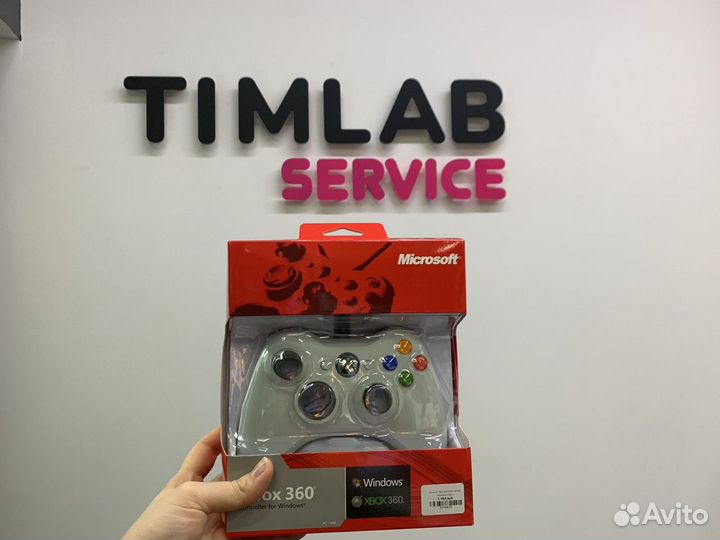 TIMLAB
SERVICE
Microsoft
Windows
XBOX 360
ox 360
ontroller for Windows
Avito